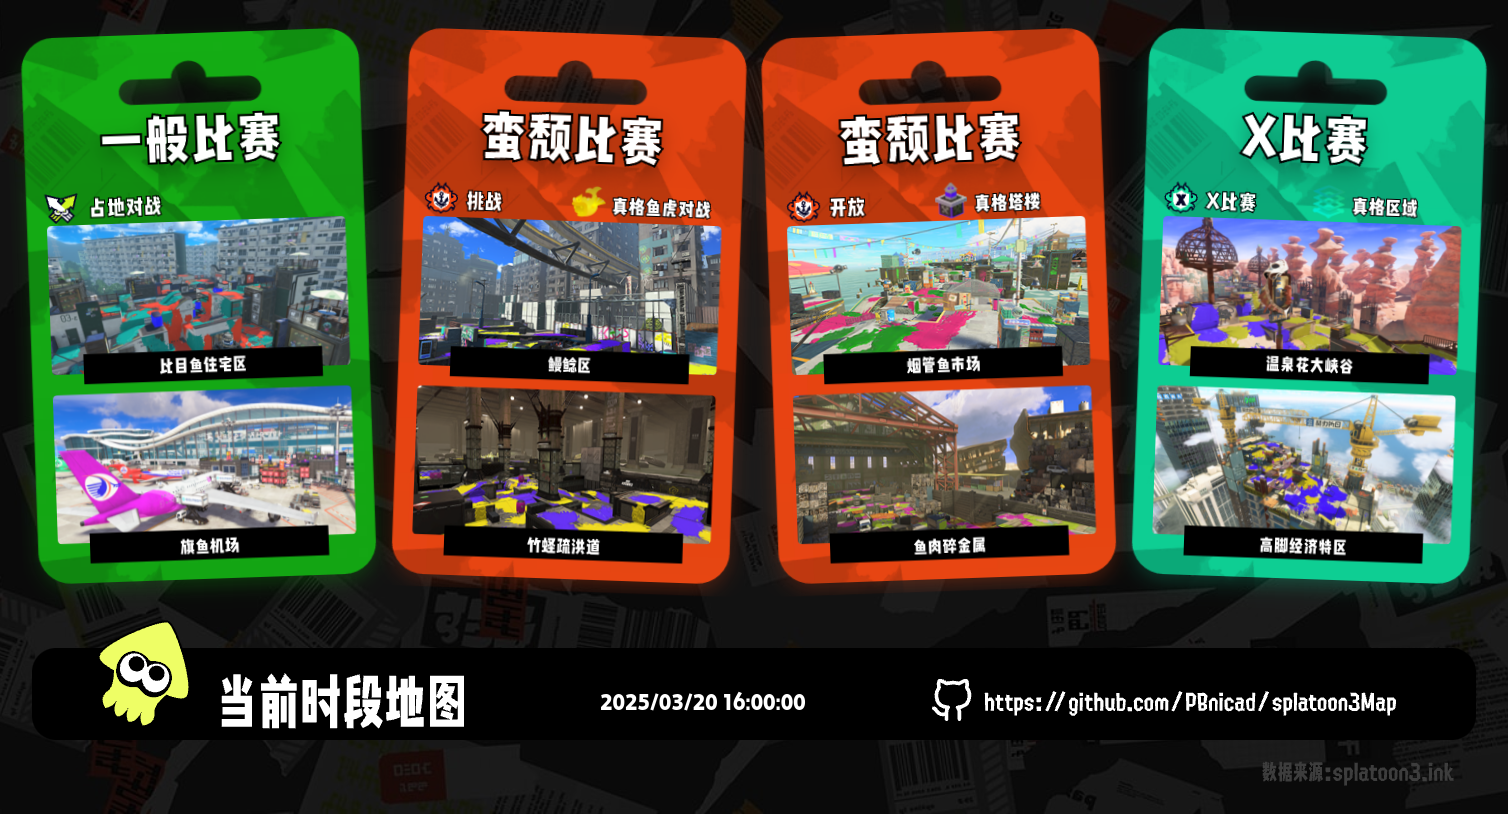 一般比赛
占地对战
比目鱼住宅区
旗鱼机场
蛮颓比赛
挑战
真格鱼虎对战
鳗鲶区
竹蛏疏洪道
蛮颓比赛
开放
真格塔楼
烟管鱼市场
鱼肉碎金属
X比赛
X比赛
真格区域
温泉花大峡谷
高脚经济特区
当前时段地图
2025/03/20 16:00:00
https://github.com/PBnicad/splatoon3Map
数据来源:splatoon3.ink